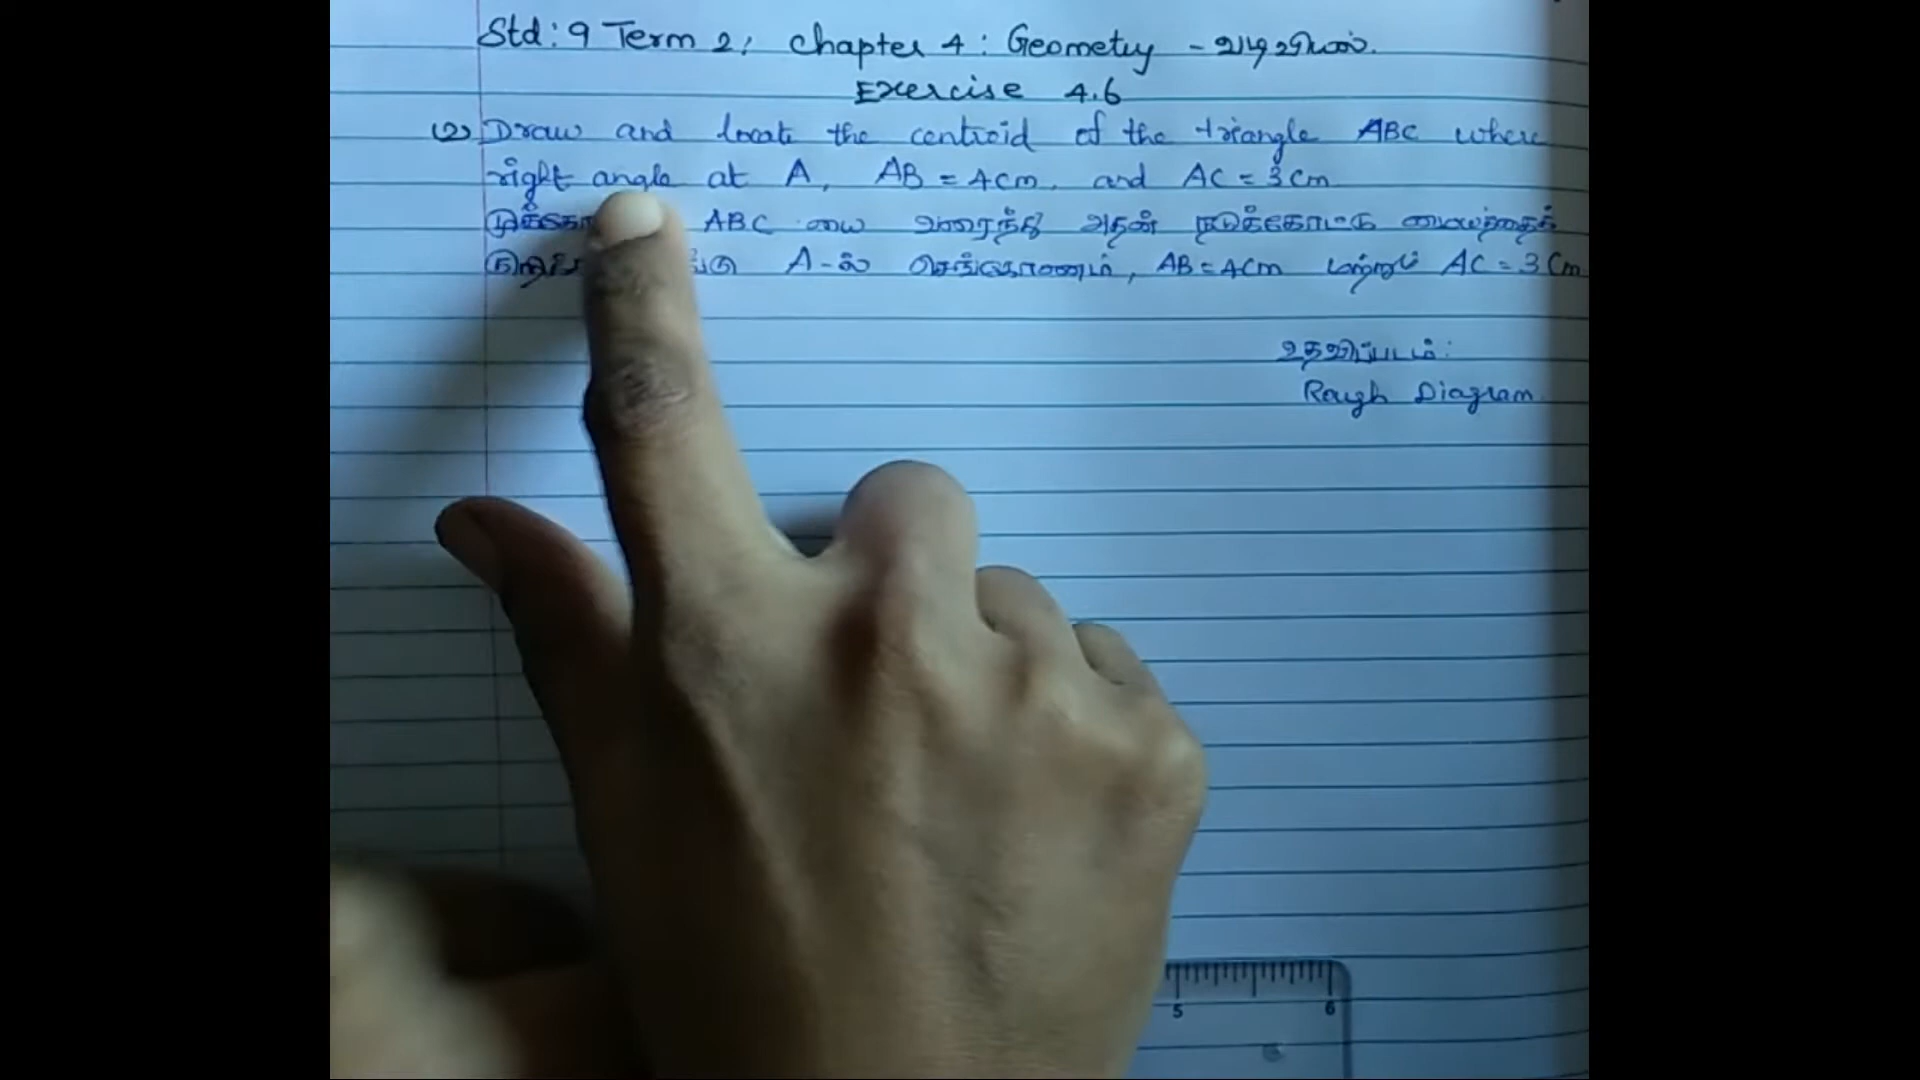 Std: 9 Term 2, Chapter 4: Geometry - வடிவியல்.
Exercise 4.6
(2) Draw and locate the centroid of the triangle ABC where
right angle at A, AB = 4cm, and AC = 3cm
ABC யை வரைந்து அதன் நடுக்கோட்டு மையத்தைக்
A-ல் செங்கோணம், AB = 4cm மற்றும் AC = 3cm
உதவிப்படம்:
Rough Diagram
5 6